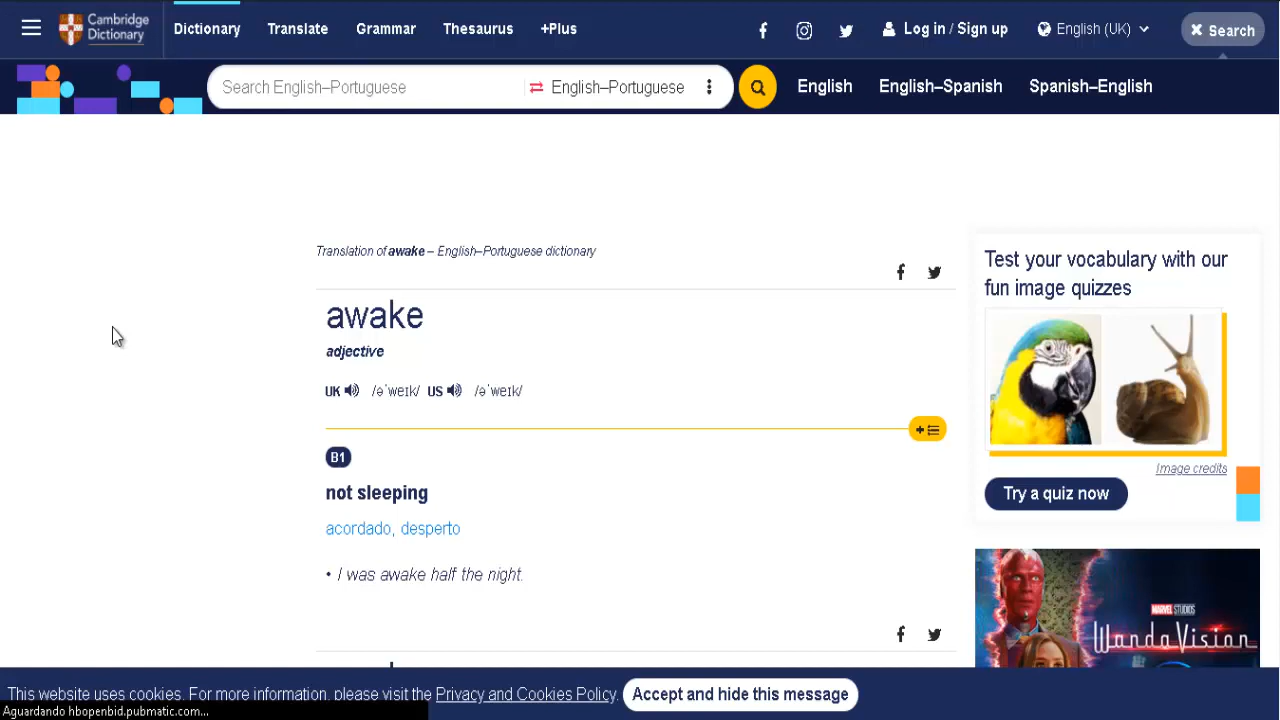 Cambridge Dictionary
Dictionary Translate Grammar Thesaurus +Plus
Log in / Sign up English (UK) Search
Search English–Portuguese English–Portuguese English English–Spanish Spanish–English
Translation of awake – English–Portuguese dictionary
awake
adjective
UK /əˈweɪk/ US /əˈweɪk/
B1
not sleeping
acordado, desperto
• I was awake half the night.
Test your vocabulary with our
fun image quizzes
Image credits
Try a quiz now
MARVEL STUDIOS
WandaVision
This website uses cookies. For more information, please visit the Privacy and Cookies Policy. Accept and hide this message
Aguardando hbopenbid.pubmatic.com...